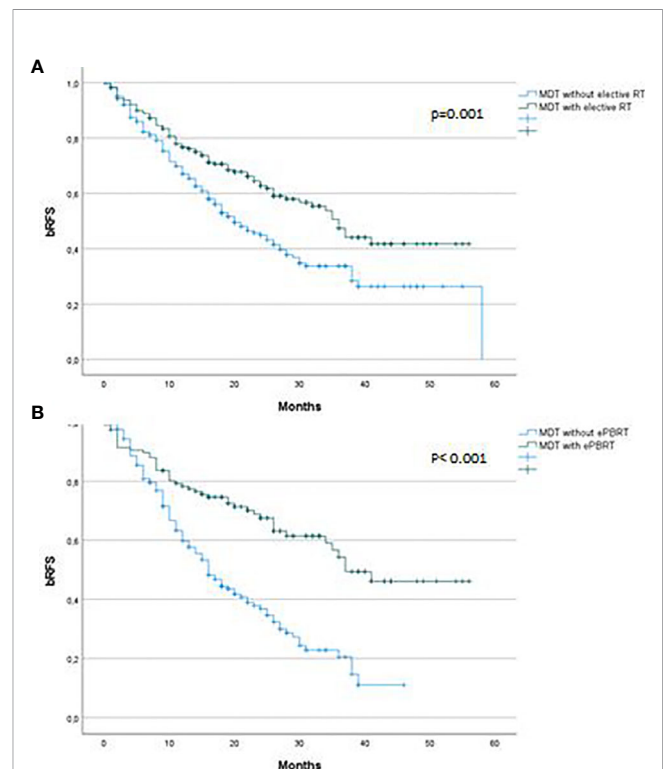 A
1,0
0,8
0,6
0,4
0,2
0,0
bRFS
p=0.001
MDT without elective RT
MDT with elective RT
0 10 20 30 40 50 60
Months
B
0,8
0,6
0,4
0,2
0,0
bRFS
P< 0.001
MDT without ePBRT
MDT with ePBRT
0 10 20 30 40 50 60
Months